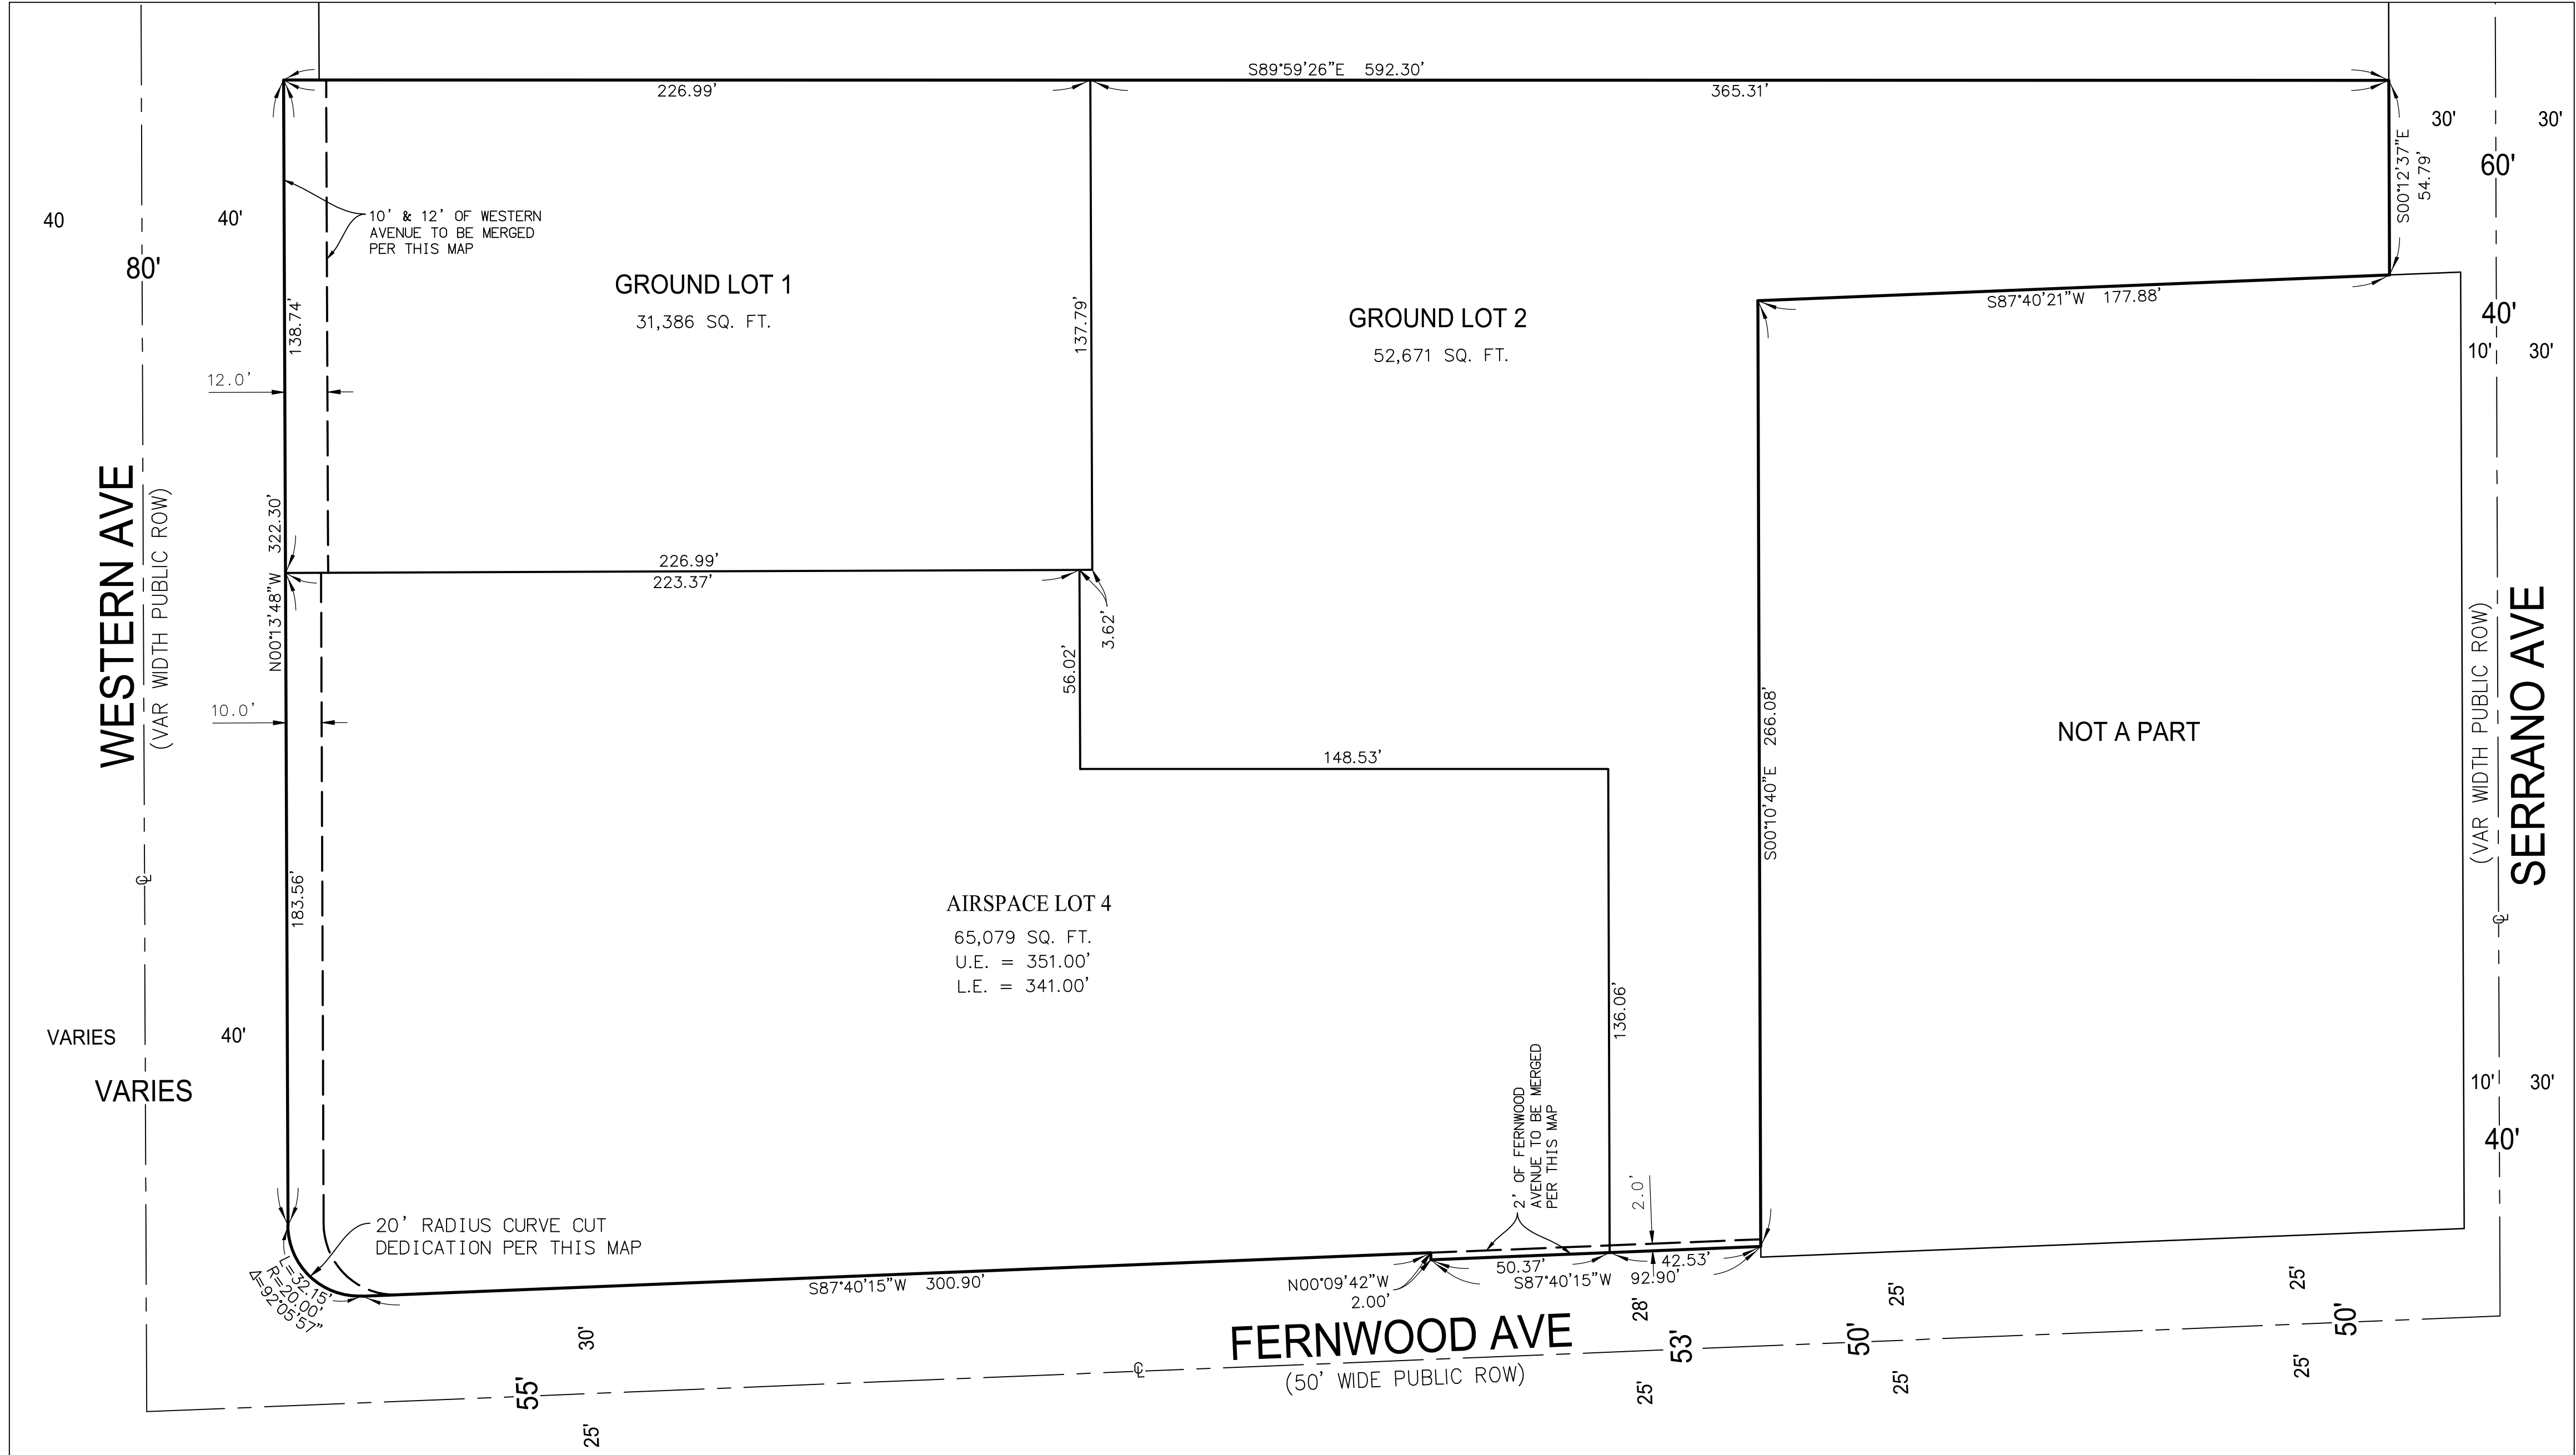 S89°59'26"E 592.30'
226.99'
365.31'
30'
30'
60'
S00°12'37"E
54.79'
40
40'
80'
10' & 12' OF WESTERN
AVENUE TO BE MERGED
PER THIS MAP
GROUND LOT 1
31,386 SQ. FT.
138.74'
137.79'
GROUND LOT 2
52,671 SQ. FT.
S87°40'21"W 177.88'
40'
10'
30'
12.0'
WESTERN AVE
(VAR WIDTH PUBLIC ROW)
N00°13'48"W 322.30'
226.99'
223.37'
3.62'
56.02'
10.0'
148.53'
S00°10'40"E 266.08'
NOT A PART
(VAR WIDTH PUBLIC ROW)
SERRANO AVE
℄
183.56'
AIRSPACE LOT 4
65,079 SQ. FT.
U.E. = 351.00'
L.E. = 341.00'
136.06'
℄
VARIES
40'
VARIES
10'
30'
40'
2' OF FERNWOOD
AVENUE TO BE MERGED
PER THIS MAP
2.0'
20' RADIUS CURVE CUT
DEDICATION PER THIS MAP
L=32.15'
R=20.00'
Δ=92°05'57"
S87°40'15"W 300.90'
N00°09'42"W
2.00'
50.37'
S87°40'15"W
42.53'
92.90'
30'
55'
25'
FERNWOOD AVE
℄
(50' WIDE PUBLIC ROW)
28'
53'
25'
25'
50'
25'
25'
50'
25'